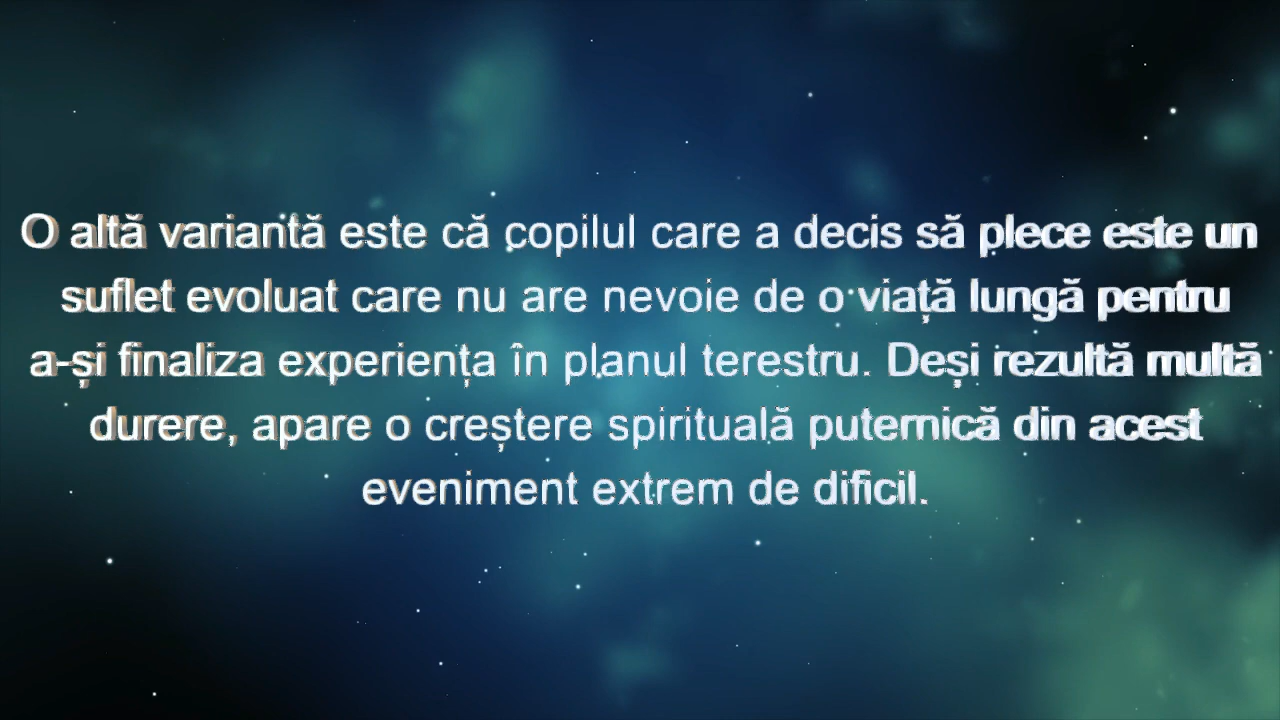 O altă variantă este că copilul care a decis să plece este un
suflet evoluat care nu are nevoie de o viață lungă pentru
a-și finaliza experiența în planul terestru. Deși rezultă multă
durere, apare o creștere spirituală puternică din acest
eveniment extrem de dificil.